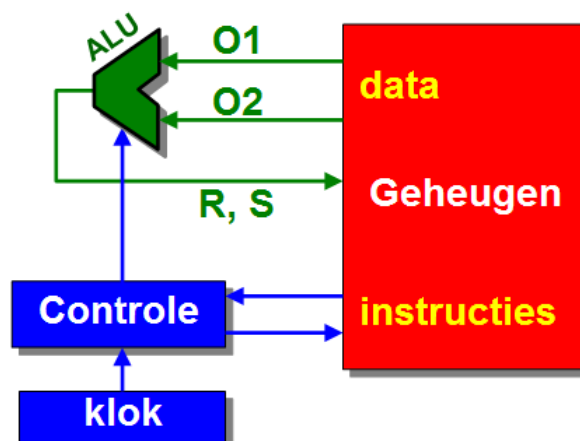 ALU
O1
data
O2
R, S
Geheugen
Controle
instructies
klok